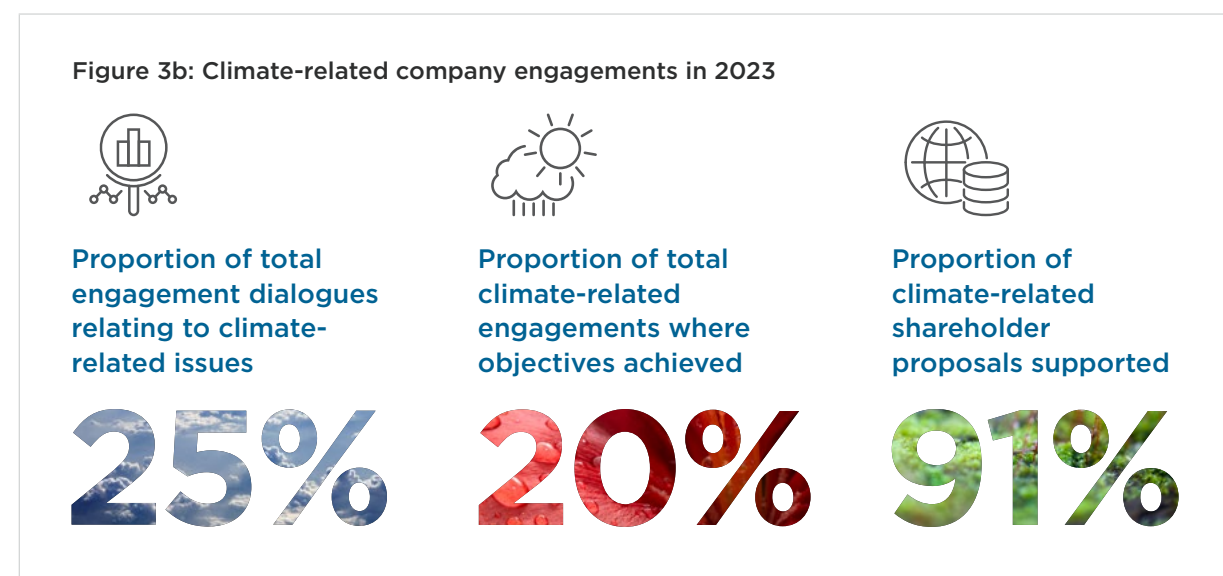 Figure 3b: Climate-related company engagements in 2023
Proportion of total
engagement dialogues
relating to climate-
related issues
25%
Proportion of total
climate-related
engagements where
objectives achieved
20%
Proportion of
climate-related
shareholder
proposals supported
91%